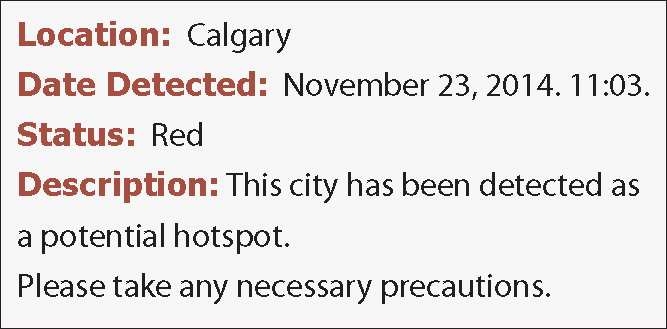 Location: Calgary
Date Detected: November 23, 2014. 11:03.
Status: Red
Description: This city has been detected as
a potential hotspot.
Please take any necessary precautions.